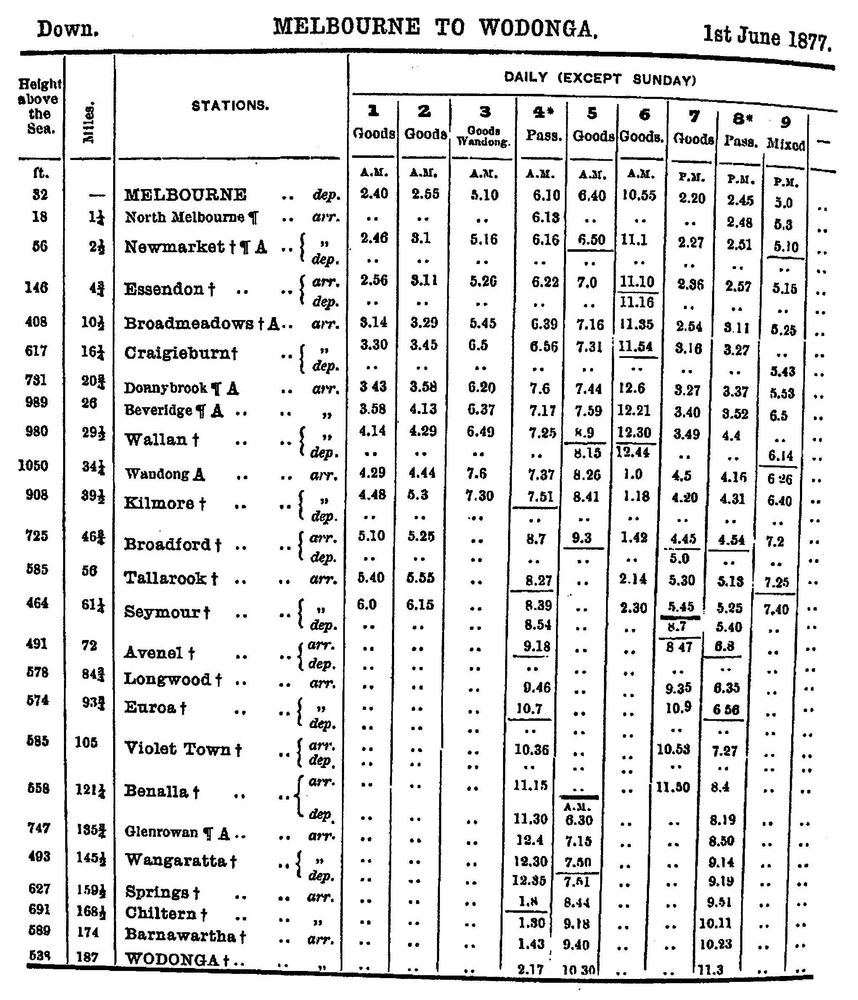 Down. MELBOURNE TO WODONGA. 1st June 1877.
Height above the Sea. Miles. STATIONS. DAILY (EXCEPT SUNDAY)
1 2 3 4* 5 6 7 8* 9
Goods Goods Goods Wandong. Pass. Goods Goods. Goods Pass. Mixed —
ft. A.M. A.M. A.M. A.M. A.M. A.M. P.M. P.M. P.M.
32 — MELBOURNE .. dep. 2.40 2.55 5.10 6.10 6.40 10.55 2.20 2.45 5.0 ..
18 1¼ North Melbourne ¶ .. arr. .. .. .. 6.13 .. .. .. 2.48 5.3 ..
56 2½ Newmarket † ¶ A .. { „ 2.46 3.1 5.16 6.16 6.50 11.1 2.27 2.51 5.10 ..
dep. .. .. .. .. .. .. .. .. .. ..
146 4¾ Essendon † .. .. { arr. 2.56 3.11 5.26 6.22 7.0 11.10 2.36 2.57 5.15 ..
dep. .. .. .. .. .. 11.16 .. .. .. ..
408 10½ Broadmeadows † A .. arr. 3.14 3.29 5.45 6.39 7.16 11.35 2.54 3.11 5.25 ..
617 16¼ Craigieburn† .. { „ 3.30 3.45 6.5 6.56 7.31 11.54 3.16 3.27 .. ..
dep. .. .. .. .. .. .. .. .. 5.43 ..
781 20¾ Donnybrook ¶ A .. arr. 3 43 3.58 6.20 7.6 7.44 12.6 3.27 3.37 5.53 ..
989 26 Beveridge ¶ A .. .. „ 3.58 4.13 6.37 7.17 7.59 12.21 3.40 3.52 6.5 ..
980 29½ Wallan † .. .. { „ 4.14 4.29 6.49 7.25 8.9 12.30 3.49 4.4 .. ..
dep. .. .. .. .. 8.15 12.44 .. .. 6.14 ..
1050 34¼ Wandong A .. .. arr. 4.29 4.44 7.6 7.37 8.26 1.0 4.5 4.16 6 26 ..
908 39½ Kilmore † .. .. { „ 4.48 5.3 7.30 7.51 8.41 1.18 4.20 4.31 6.40 ..
dep. .. .. .. .. .. .. .. .. .. ..
725 46¾ Broadford † .. .. { arr. 5.10 5.25 .. 8.7 9.3 1.42 4.45 4.54 7.2 ..
dep. .. .. .. .. .. .. 5.0 .. .. ..
585 56 Tallarook † .. .. arr. 5.40 5.55 .. 8.27 .. 2.14 5.30 5.13 7.25 ..
464 61¼ Seymour † .. .. { „ 6.0 6.15 .. 8.39 .. 2.30 5.45 5.25 7.40 ..
dep. .. .. .. 8.54 .. .. 8.7 5.40 .. ..
491 72 Avenel † .. .. { arr. .. .. .. 9.18 .. .. 8 47 6.8 .. ..
dep. .. .. .. .. .. .. .. .. .. ..
578 84¾ Longwood † .. .. arr. .. .. .. 9.46 .. .. 9.35 6.35 .. ..
574 93¾ Euroa † .. .. { „ .. .. .. 10.7 .. .. 10.9 6 56 .. ..
dep. .. .. .. .. .. .. .. .. .. ..
585 105 Violet Town † .. { arr. .. .. .. 10.36 .. .. 10.53 7.27 .. ..
dep. .. .. .. .. .. .. .. .. .. ..
558 121¼ Benalla † .. .. { arr. .. .. .. 11.15 .. .. 11.50 8.4 .. ..
A.M.
dep. .. .. .. 11.30 6.30 .. .. 8.19 .. ..
747 135¾ Glenrowan ¶ A .. .. arr. .. .. .. 12.4 7.15 .. .. 8.50 .. ..
493 145½ Wangaratta † .. { „ .. .. .. 12.30 7.50 .. .. 9.14 .. ..
dep. .. .. .. 12.35 7.51 .. .. 9.19 .. ..
627 159½ Springs † .. .. arr. .. .. .. 1.8 8.44 .. .. 9.51 .. ..
691 168½ Chiltern † .. .. „ .. .. .. 1.30 9.18 .. .. 10.11 .. ..
589 174 Barnawartha † .. arr. .. .. .. 1.43 9.40 .. .. 10.23 .. ..
538 187 WODONGA † .. .. „ .. .. .. 2.17 10 30 .. .. 11.3 .. ..